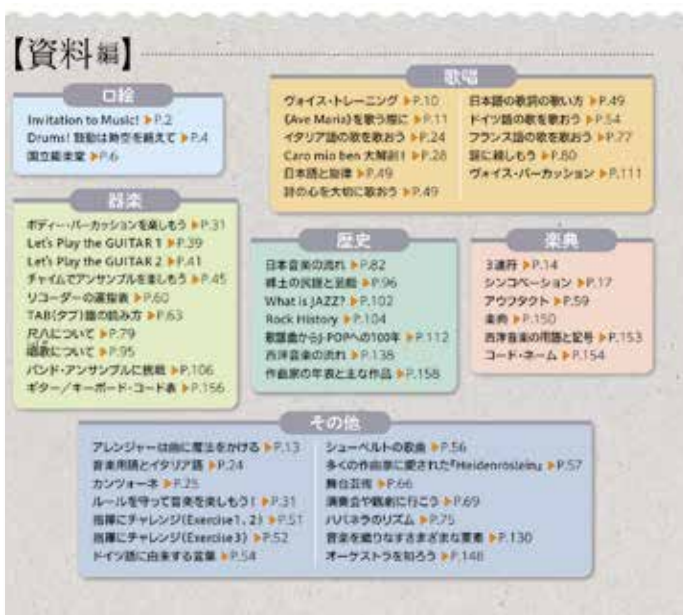 【資料編】
口絵
Invitation to Music! ▶P.2
Drums! 鼓動は時空を超えて ▶P.4
国立能楽堂 ▶P.6
歌唱
ヴォイス・トレーニング ▶P.10
《Ave Maria》を歌う際に ▶P.11
イタリア語の歌を歌おう ▶P.24
Caro mio ben 大解剖! ▶P.28
日本語と旋律 ▶P.49
詩の心を大切に歌おう ▶P.49
日本語の歌詞の歌い方 ▶P.49
ドイツ語の歌を歌おう ▶P.54
フランス語の歌を歌おう ▶P.77
謡に親しもう ▶P.80
ヴォイス・パーカッション ▶P.111
器楽
ボディー・パーカッションを楽しもう ▶P.31
Let's Play the GUITAR 1 ▶P.39
Let's Play the GUITAR 2 ▶P.41
チャイムでアンサンブルを楽しもう ▶P.45
リコーダーの運指表 ▶P.60
TAB(タブ)譜の読み方 ▶P.63
尺八について ▶P.79
唱歌について ▶P.95
バンド・アンサンブルに挑戦 ▶P.106
ギター/キーボード・コード表 ▶P.156
歴史
日本音楽の流れ ▶P.82
郷土の民謡と芸能 ▶P.96
What is JAZZ? ▶P.102
Rock History ▶P.104
歌謡曲からJ-POPへの100年 ▶P.112
西洋音楽の流れ ▶P.138
作曲家の年表と主な作品 ▶P.158
楽典
3連符 ▶P.14
シンコペーション ▶P.17
アウフタクト ▶P.59
楽典 ▶P.150
西洋音楽の用語と記号 ▶P.153
コード・ネーム ▶P.154
その他
アレンジャーは曲に魔法をかける ▶P.13
音楽用語とイタリア語 ▶P.24
カンツォーネ ▶P.25
ルールを守って音楽を楽しもう! ▶P.31
指揮にチャレンジ(Exercise1、2) ▶P.51
指揮にチャレンジ(Exercise3) ▶P.52
ドイツ語に由来する言葉 ▶P.54
シューベルトの歌曲 ▶P.56
多くの作曲家に愛された『Heidenröslein』 ▶P.57
舞台芸術 ▶P.66
演奏会や観劇に行こう ▶P.69
ハバネラのリズム ▶P.75
音楽を織りなすさまざまな要素 ▶P.130
オーケストラを知ろう ▶P.148